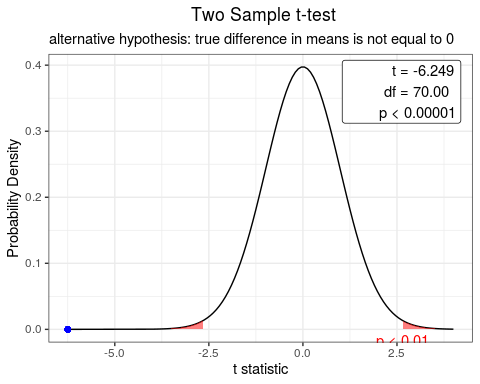 Two Sample t-test
alternative hypothesis: true difference in means is not equal to 0
t = -6.249
df = 70.00
p < 0.00001
Probability Density
0.4
0.3
0.2
0.1
0.0
p < 0.01
-5.0 -2.5 0.0 2.5
t statistic